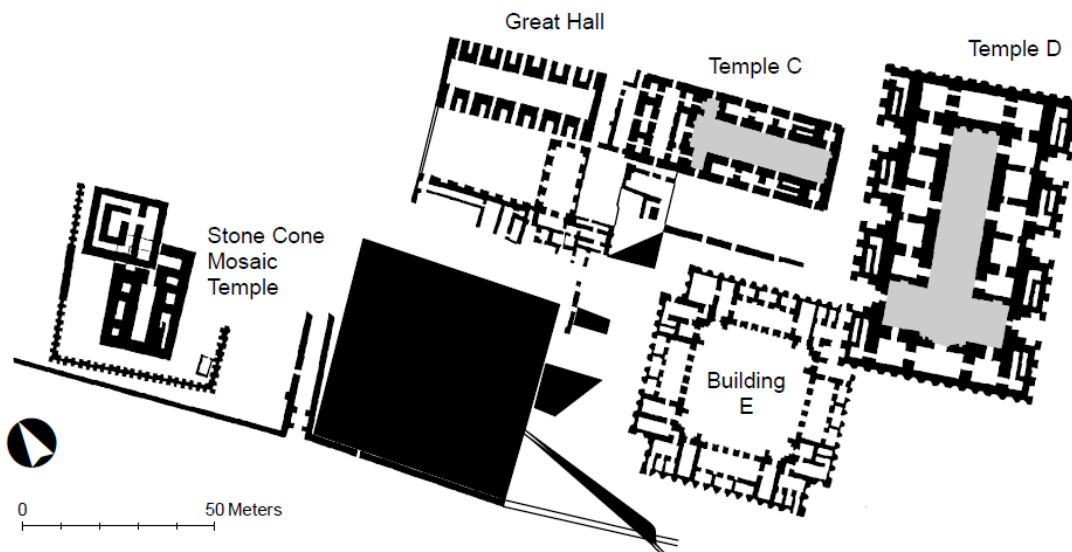 Great Hall
Temple C
Temple D
Stone Cone
Mosaic
Temple
Building
E
0
50 Meters